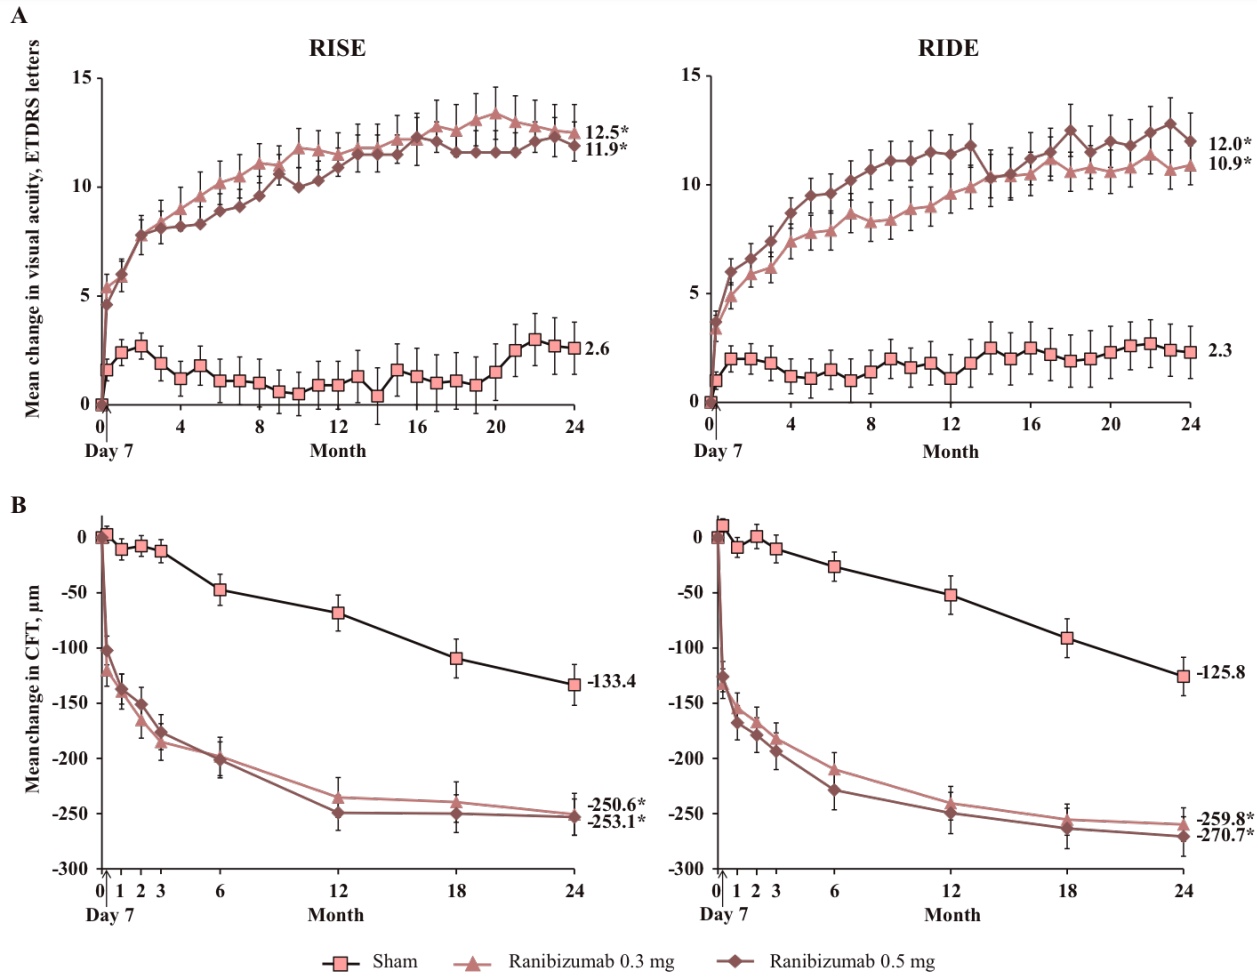 A
RISE
RIDE
Mean change in visual acuity, ETDRS letters
15
10
5
0
12.5*
11.9*
2.6
0 4 8 12 16 20 24
Day 7
Month
15
10
5
0
12.0*
10.9*
2.3
0 4 8 12 16 20 24
Day 7
Month
B
Mean change in CFT, µm
0
-50
-100
-150
-200
-250
-300
-133.4
-250.6*
-253.1*
0 1 2 3 6 12 18 24
Day 7
Month
0
-50
-100
-150
-200
-250
-300
-125.8
-259.8*
-270.7*
0 1 2 3 6 12 18 24
Day 7
Month
Sham
Ranibizumab 0.3 mg
Ranibizumab 0.5 mg